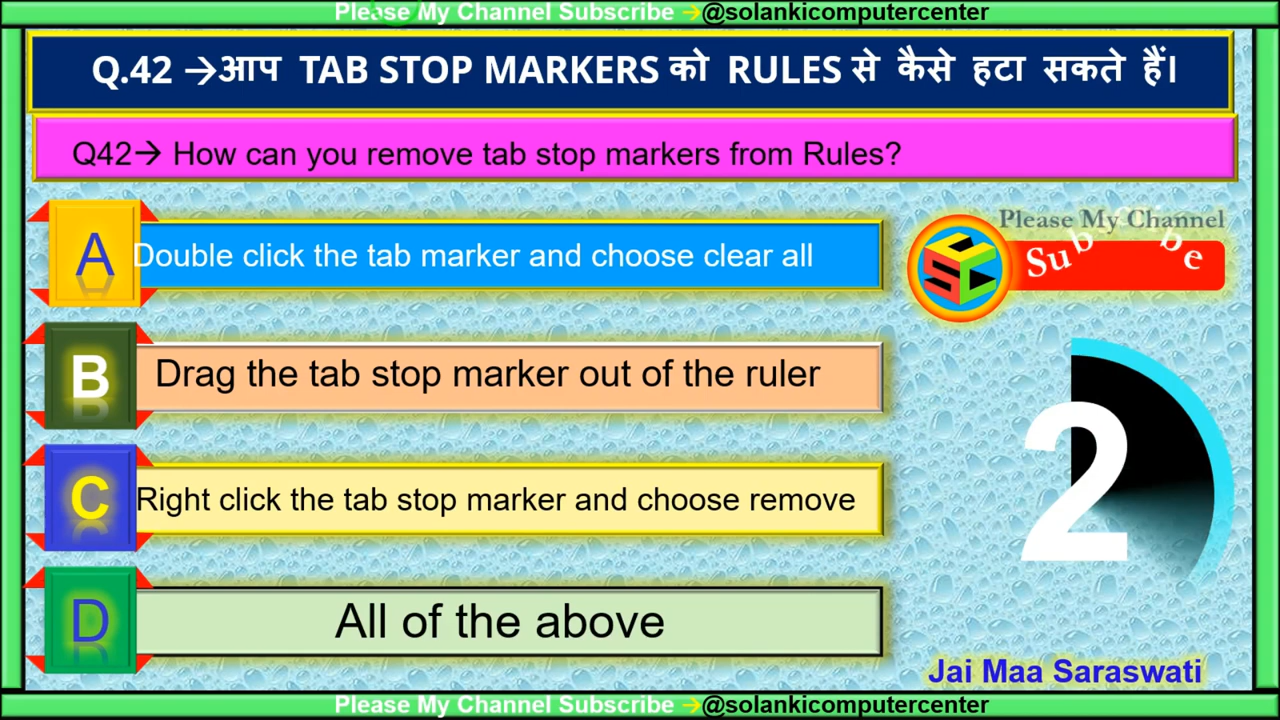 Please My Channel Subscribe →@solankicomputercenter
Q.42 →आप TAB STOP MARKERS को RULES से कैसे हटा सकते हैं।
Q42→ How can you remove tab stop markers from Rules?
A Double click the tab marker and choose clear all
Please My Channel
Sub be
SCC
B Drag the tab stop marker out of the ruler
C Right click the tab stop marker and choose remove
2
D All of the above
Jai Maa Saraswati
Please My Channel Subscribe →@solankicomputercenter